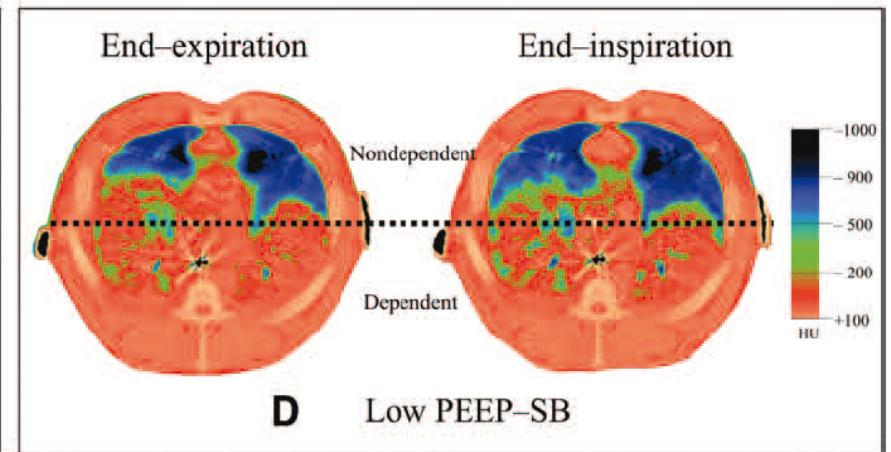 End–expiration
End–inspiration
Nondependent
Dependent
-1000
- 900
- 500
- 200
+100
HU
D Low PEEP–SB